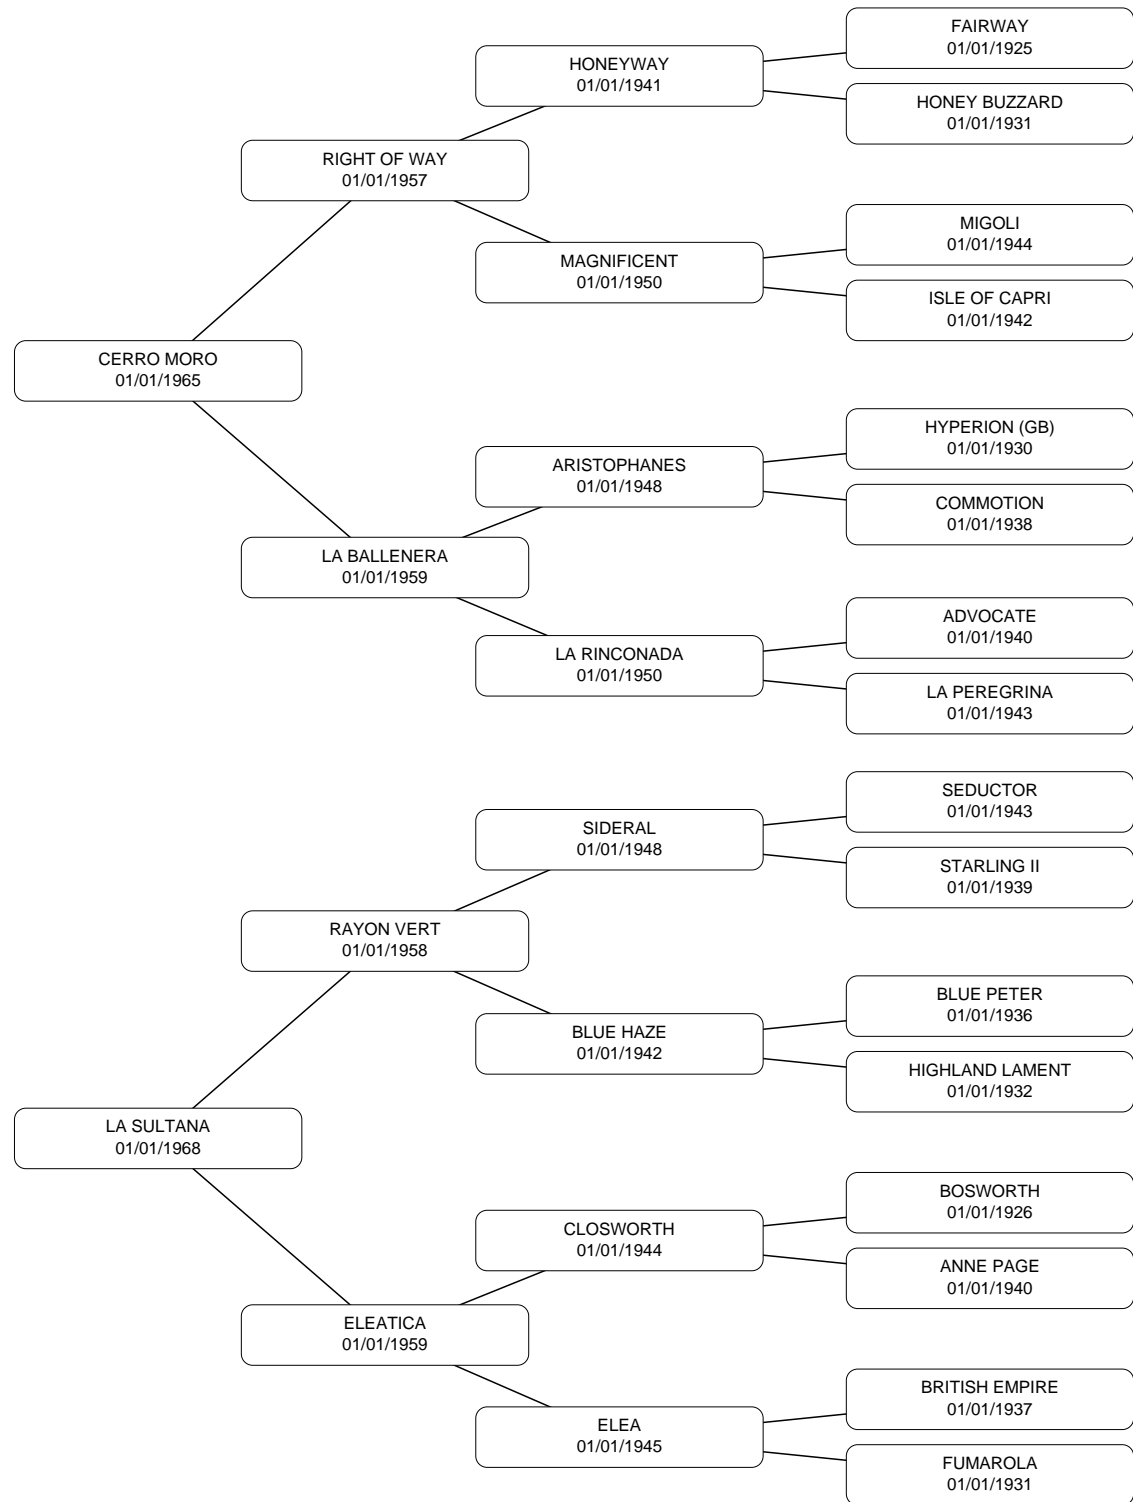 FAIRWAY
01/01/1925
HONEYWAY
01/01/1941
HONEY BUZZARD
01/01/1931
RIGHT OF WAY
01/01/1957
MIGOLI
01/01/1944
MAGNIFICENT
01/01/1950
ISLE OF CAPRI
01/01/1942
CERRO MORO
01/01/1965
HYPERION (GB)
01/01/1930
ARISTOPHANES
01/01/1948
COMMOTION
01/01/1938
LA BALLENERA
01/01/1959
ADVOCATE
01/01/1940
LA RINCONADA
01/01/1950
LA PEREGRINA
01/01/1943
SEDUCTOR
01/01/1943
SIDERAL
01/01/1948
STARLING II
01/01/1939
RAYON VERT
01/01/1958
BLUE PETER
01/01/1936
BLUE HAZE
01/01/1942
HIGHLAND LAMENT
01/01/1932
LA SULTANA
01/01/1968
BOSWORTH
01/01/1926
CLOSWORTH
01/01/1944
ANNE PAGE
01/01/1940
ELEATICA
01/01/1959
BRITISH EMPIRE
01/01/1937
ELEA
01/01/1945
FUMAROLA
01/01/1931